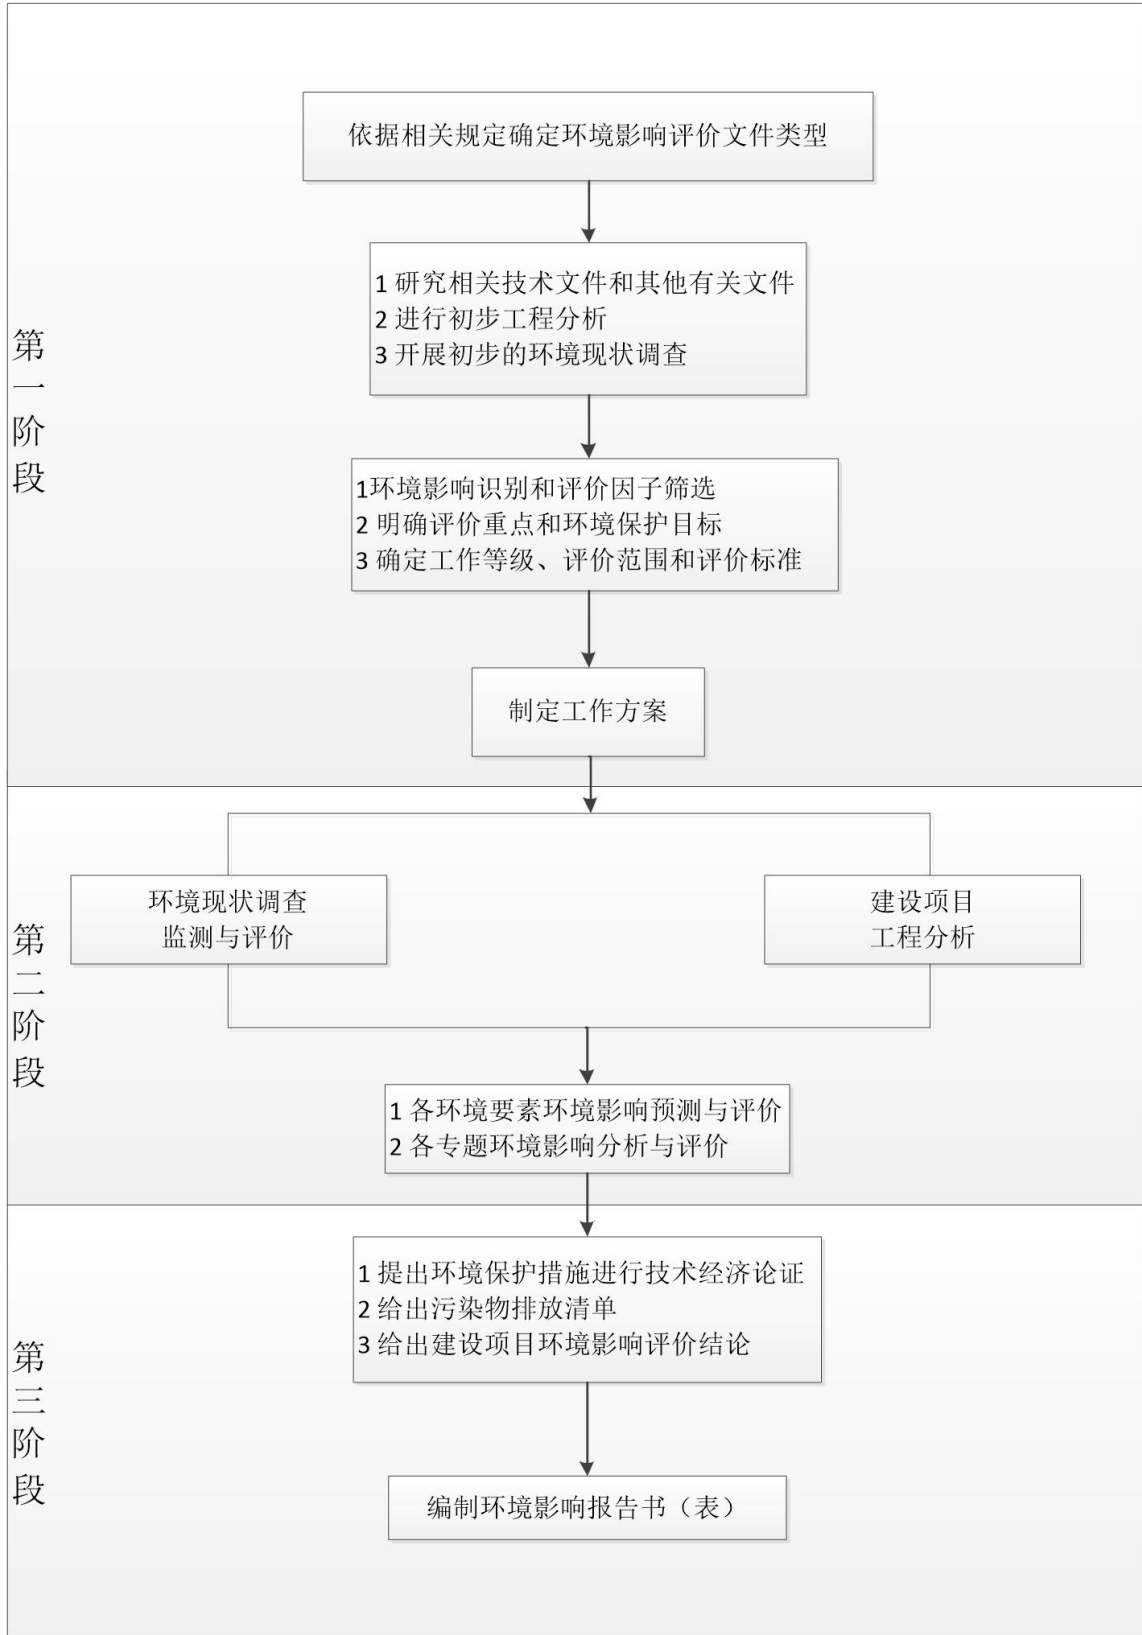 第一阶段
依据相关规定确定环境影响评价文件类型
1 研究相关技术文件和其他有关文件
2 进行初步工程分析
3 开展初步的环境现状调查
1环境影响识别和评价因子筛选
2 明确评价重点和环境保护目标
3 确定工作等级、评价范围和评价标准
制定工作方案
第二阶段
环境现状调查
监测与评价
建设项目
工程分析
1 各环境要素环境影响预测与评价
2 各专题环境影响分析与评价
第三阶段
1 提出环境保护措施进行技术经济论证
2 给出污染物排放清单
3 给出建设项目环境影响评价结论
编制环境影响报告书（表）